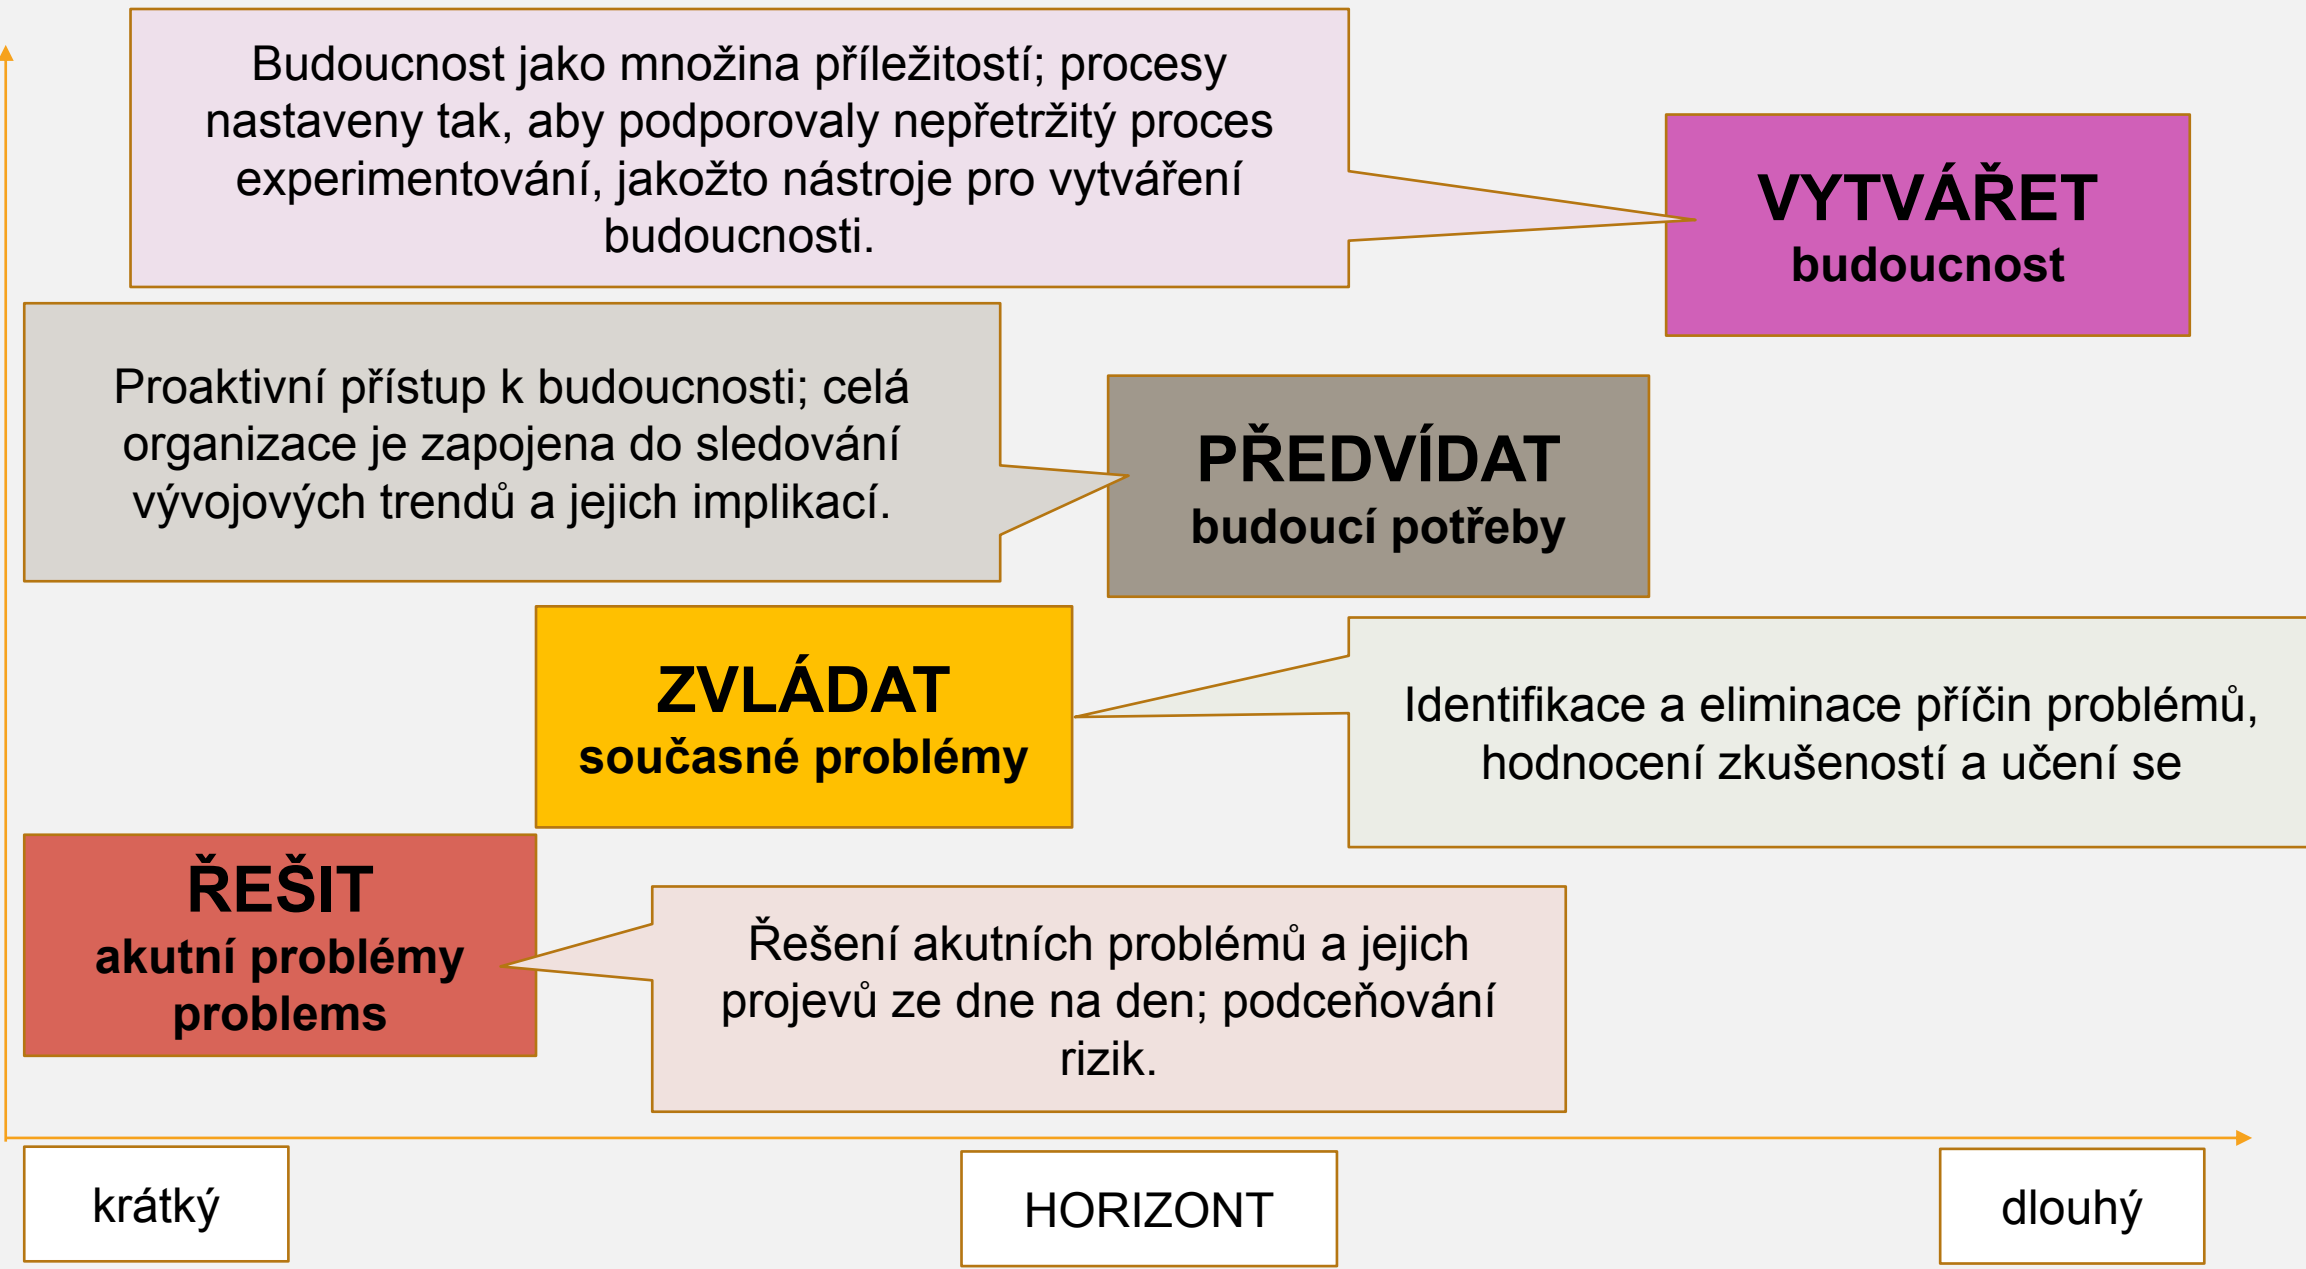 Budoucnost jako množina příležitostí; procesy
nastaveny tak, aby podporovaly nepřetržitý proces
experimentování, jakožto nástroje pro vytváření
budoucnosti.
VYTVÁŘET
budoucnost
Proaktivní přístup k budoucnosti; celá
organizace je zapojena do sledování
vývojových trendů a jejich implikací.
PŘEDVÍDAT
budoucí potřeby
ZVLÁDAT
současné problémy
Identifikace a eliminace příčin problémů,
hodnocení zkušeností a učení se
ŘEŠIT
akutní problémy
problems
Řešení akutních problémů a jejich
projevů ze dne na den; podceňování
rizik.
krátký
HORIZONT
dlouhý